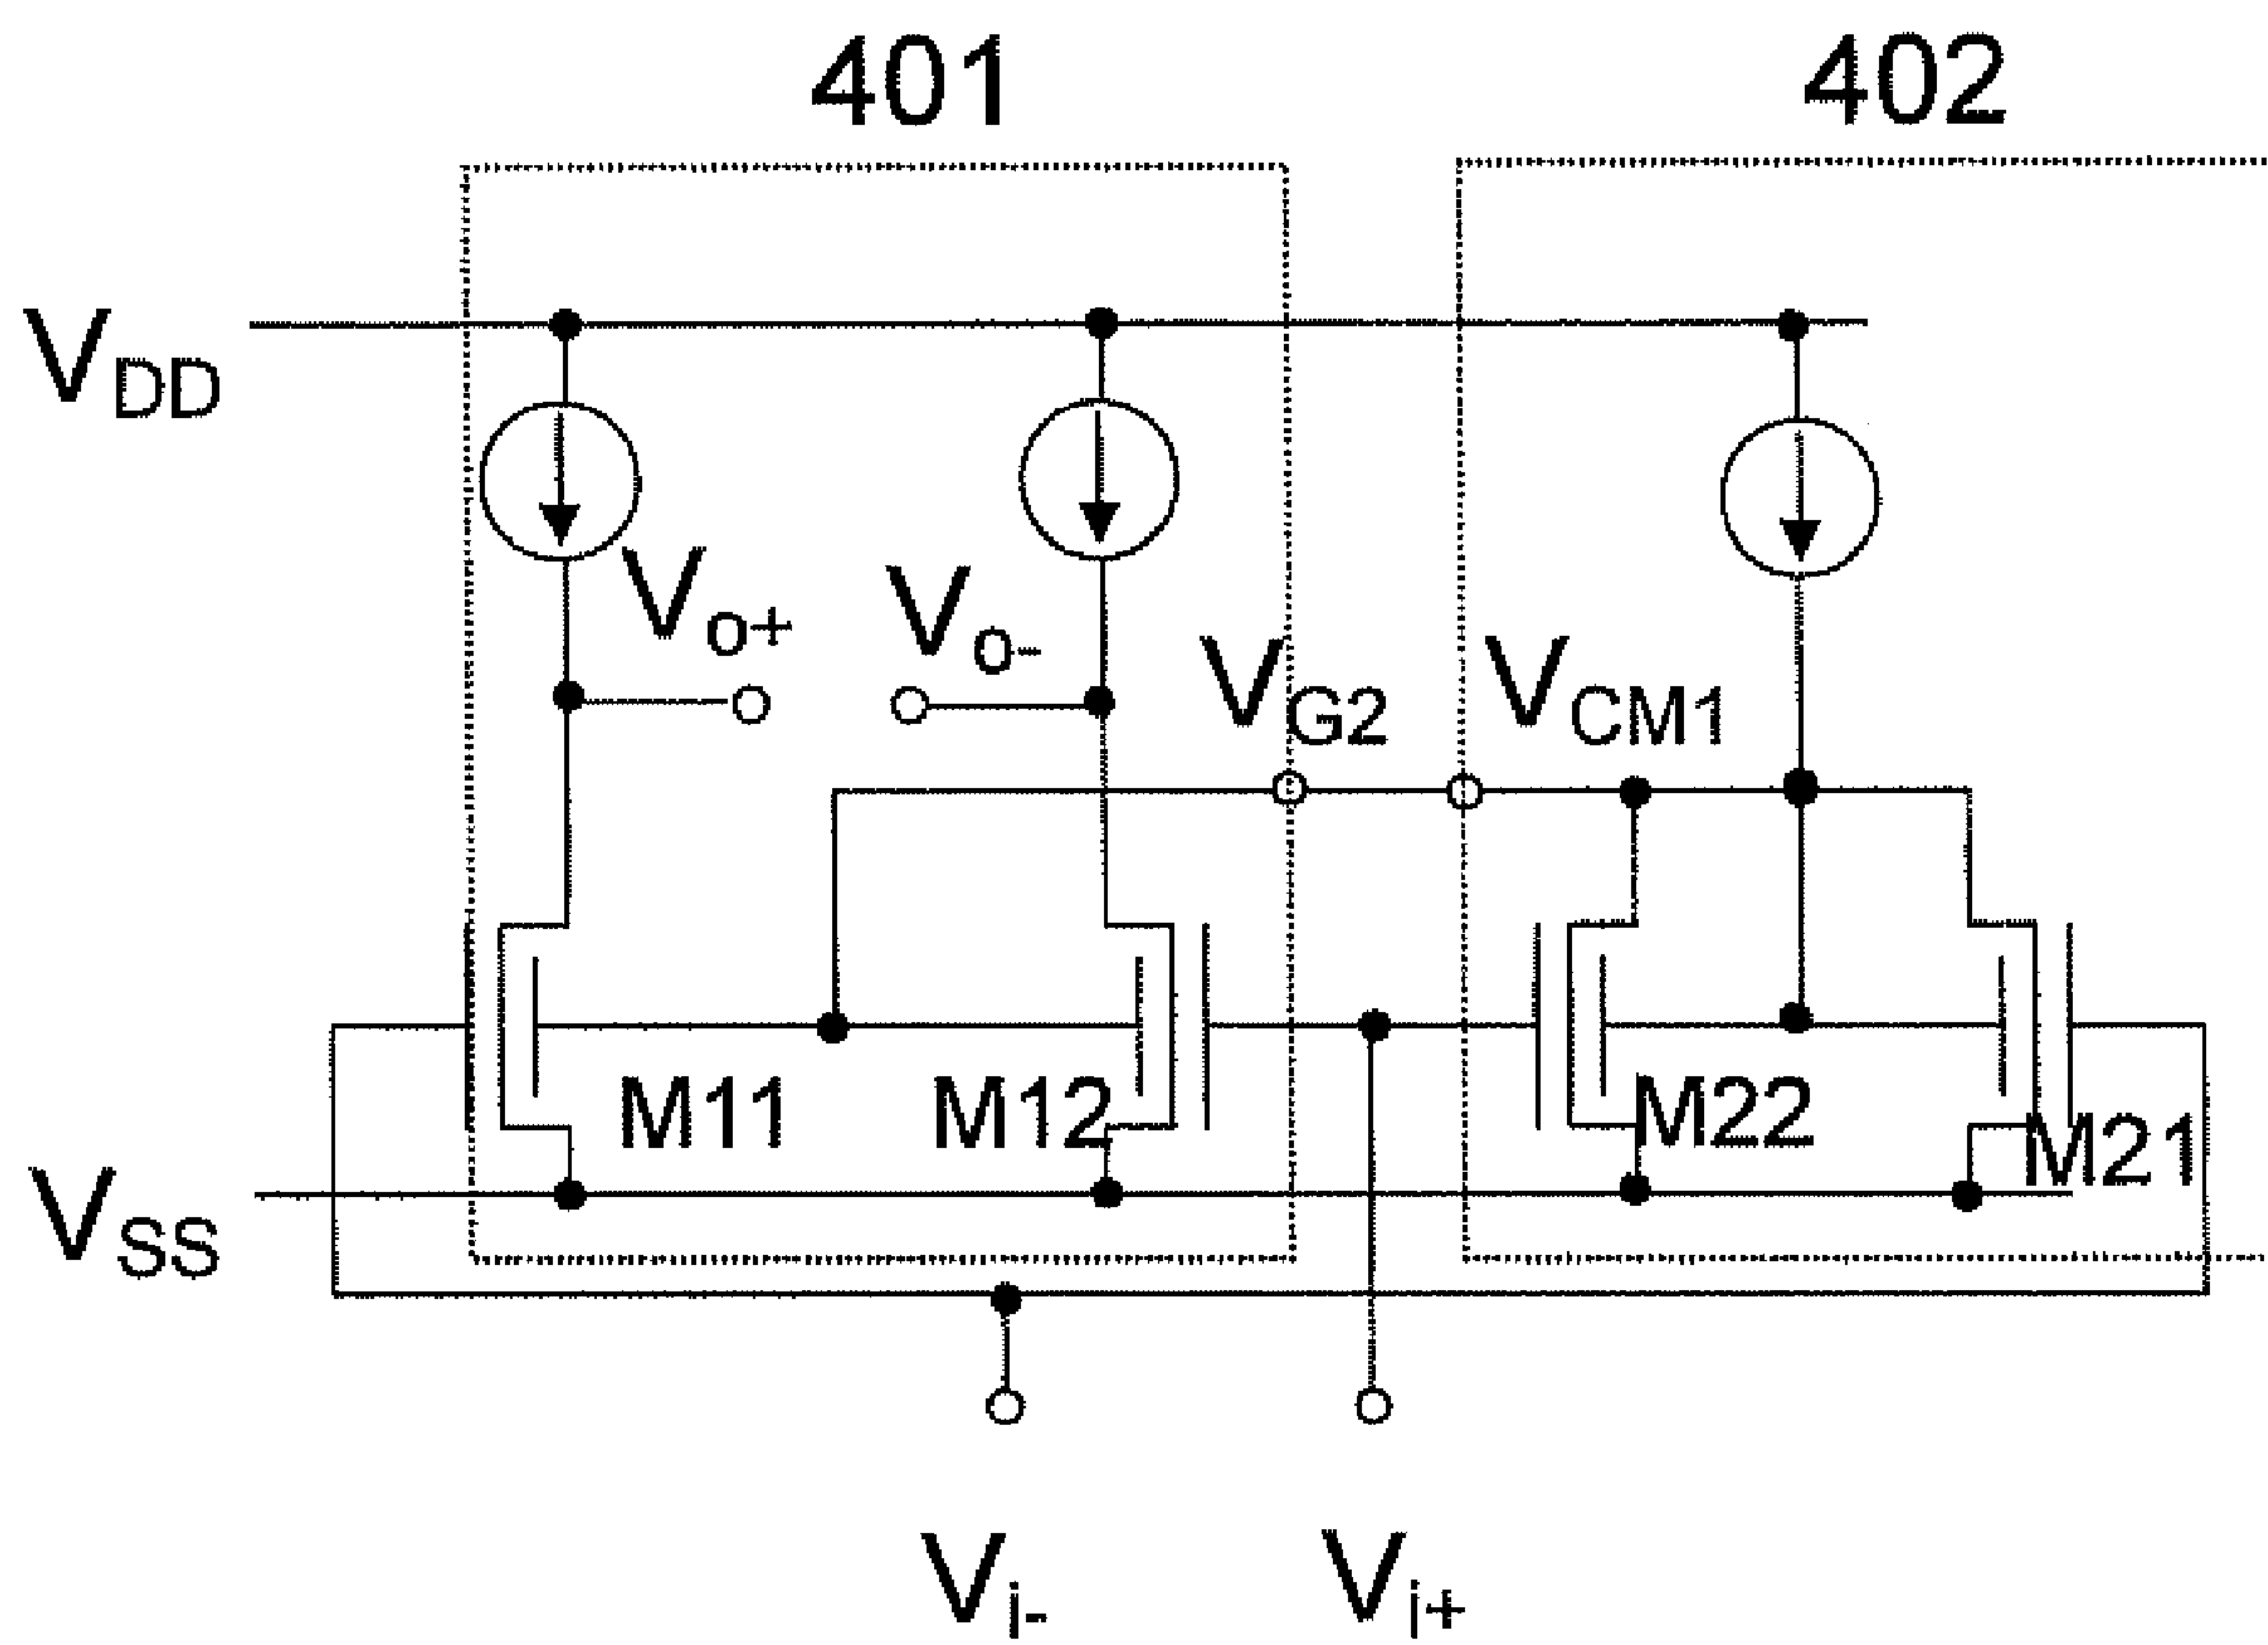 401
402
VDD
Vo+
Vo-
VG2
VCM1
M11
M12
M22
M21
VSS
Vi-
Vi+